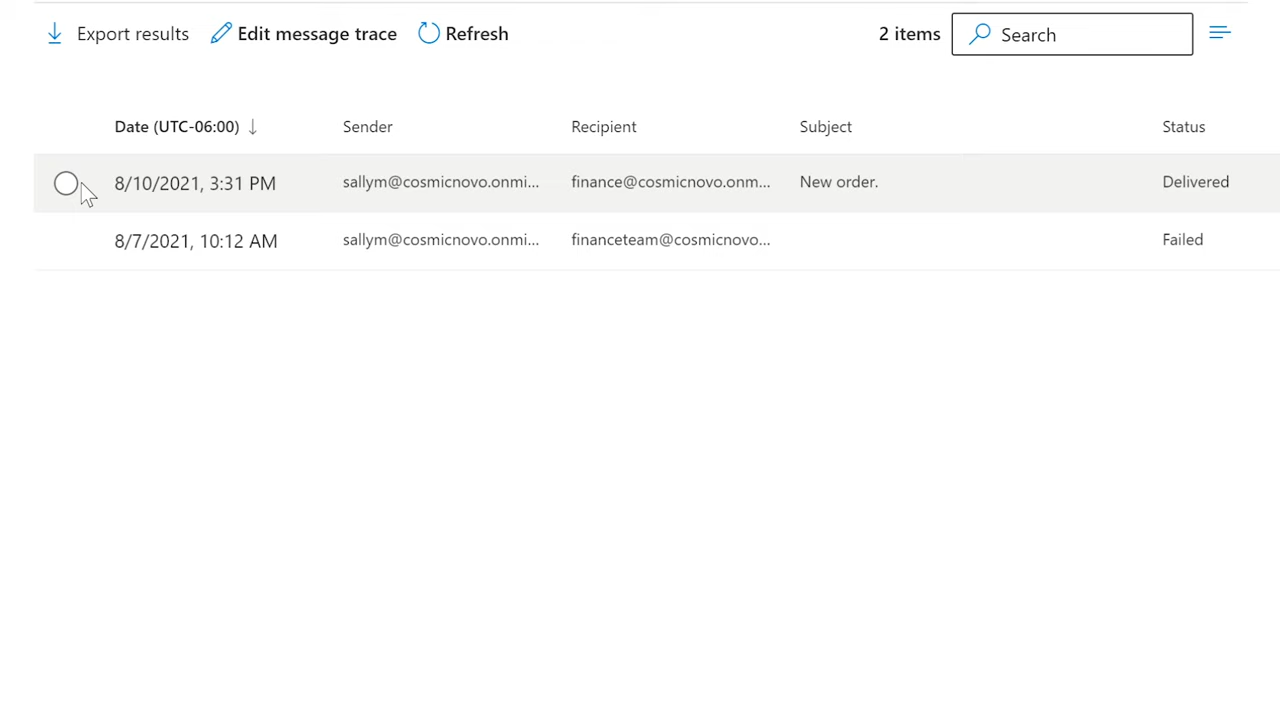 Export results Edit message trace Refresh 2 items Search
Date (UTC-06:00) Sender Recipient Subject Status
8/10/2021, 3:31 PM sallym@cosmicnovo.onmi... finance@cosmicnovo.onm... New order. Delivered
8/7/2021, 10:12 AM sallym@cosmicnovo.onmi... financeteam@cosmicnovo... Failed